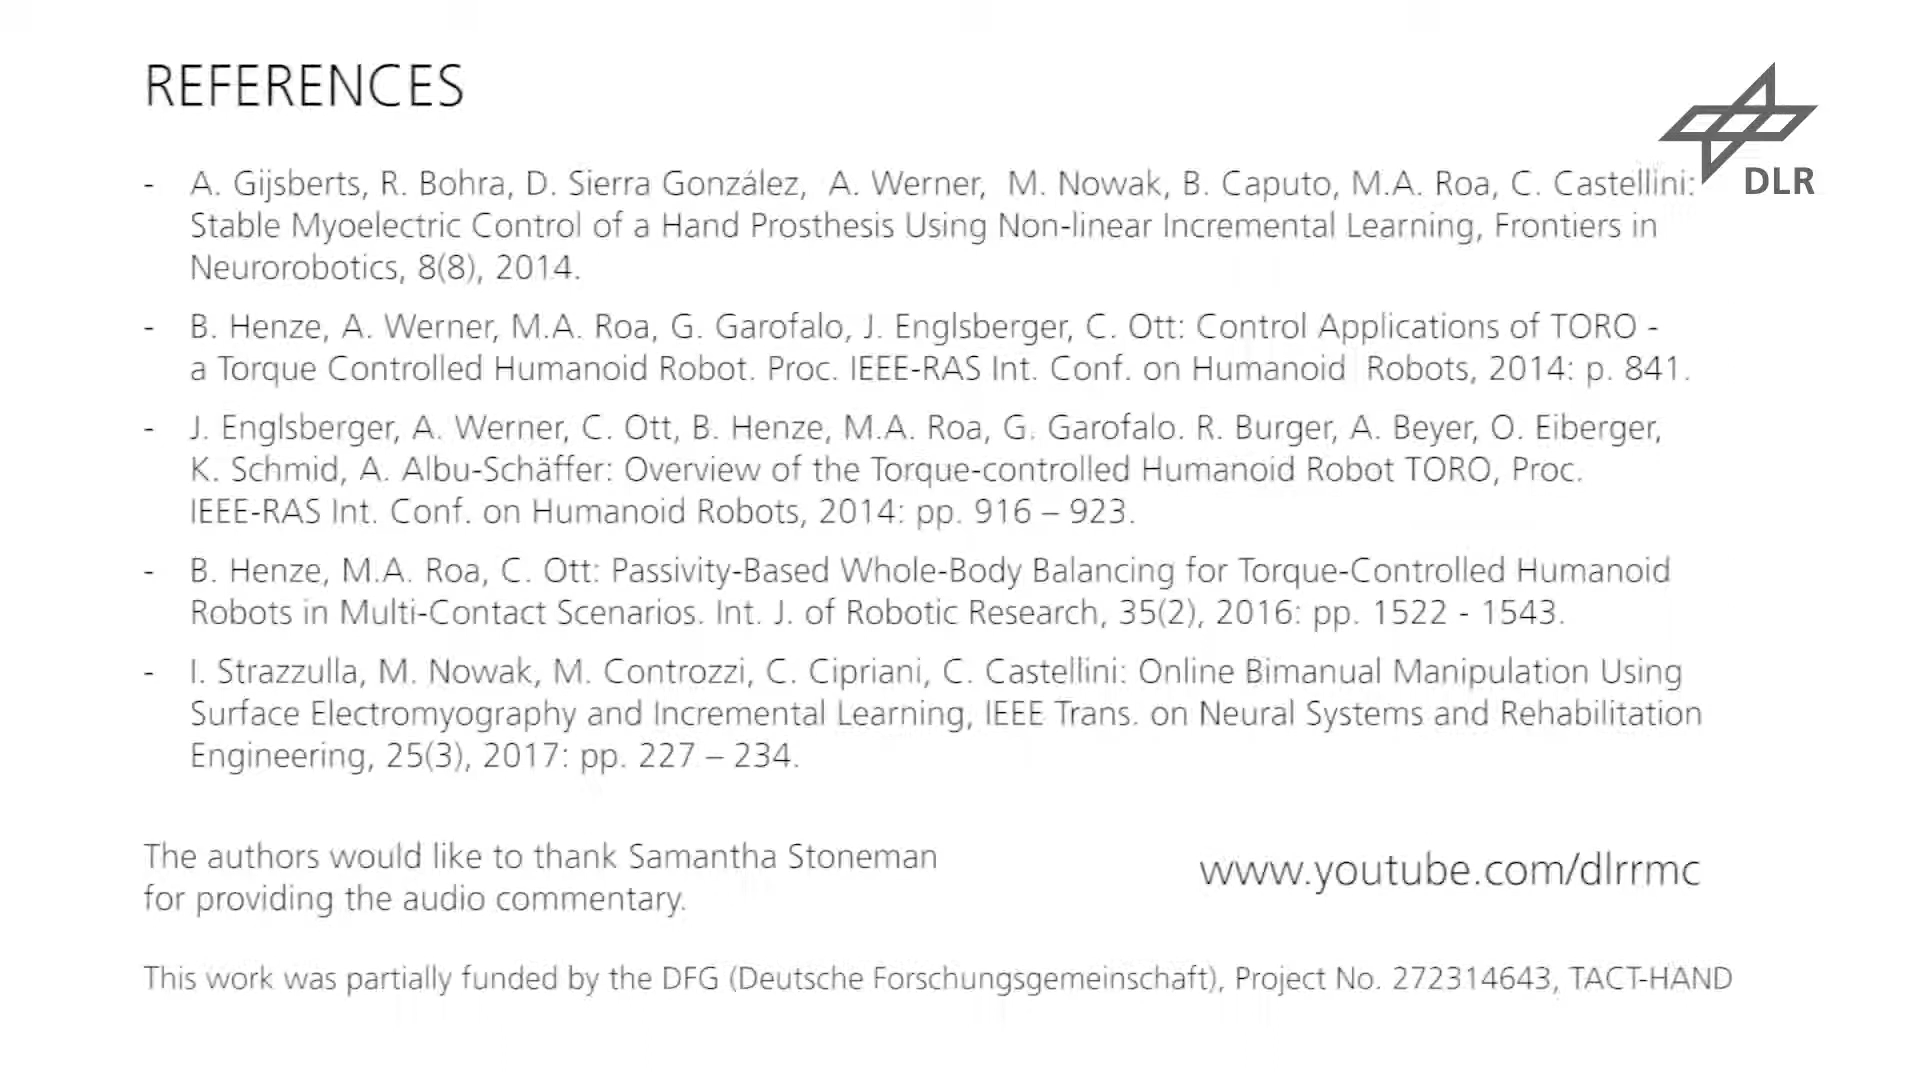 REFERENCES
DLR
- A. Gijsberts, R. Bohra, D. Sierra González, A. Werner, M. Nowak, B. Caputo, M.A. Roa, C. Castellini:
Stable Myoelectric Control of a Hand Prosthesis Using Non-linear Incremental Learning, Frontiers in
Neurorobotics, 8(8), 2014.
- B. Henze, A. Werner, M.A. Roa, G. Garofalo, J. Englsberger, C. Ott: Control Applications of TORO -
a Torque Controlled Humanoid Robot. Proc. IEEE-RAS Int. Conf. on Humanoid Robots, 2014: p. 841.
- J. Englsberger, A. Werner, C. Ott, B. Henze, M.A. Roa, G. Garofalo. R. Burger, A. Beyer, O. Eiberger,
K. Schmid, A. Albu-Schäffer: Overview of the Torque-controlled Humanoid Robot TORO, Proc.
IEEE-RAS Int. Conf. on Humanoid Robots, 2014: pp. 916 – 923.
- B. Henze, M.A. Roa, C. Ott: Passivity-Based Whole-Body Balancing for Torque-Controlled Humanoid
Robots in Multi-Contact Scenarios. Int. J. of Robotic Research, 35(2), 2016: pp. 1522 - 1543.
- I. Strazzulla, M. Nowak, M. Controzzi, C. Cipriani, C. Castellini: Online Bimanual Manipulation Using
Surface Electromyography and Incremental Learning, IEEE Trans. on Neural Systems and Rehabilitation
Engineering, 25(3), 2017: pp. 227 – 234.
The authors would like to thank Samantha Stoneman
for providing the audio commentary.
www.youtube.com/dlrrmc
This work was partially funded by the DFG (Deutsche Forschungsgemeinschaft), Project No. 272314643, TACT-HAND